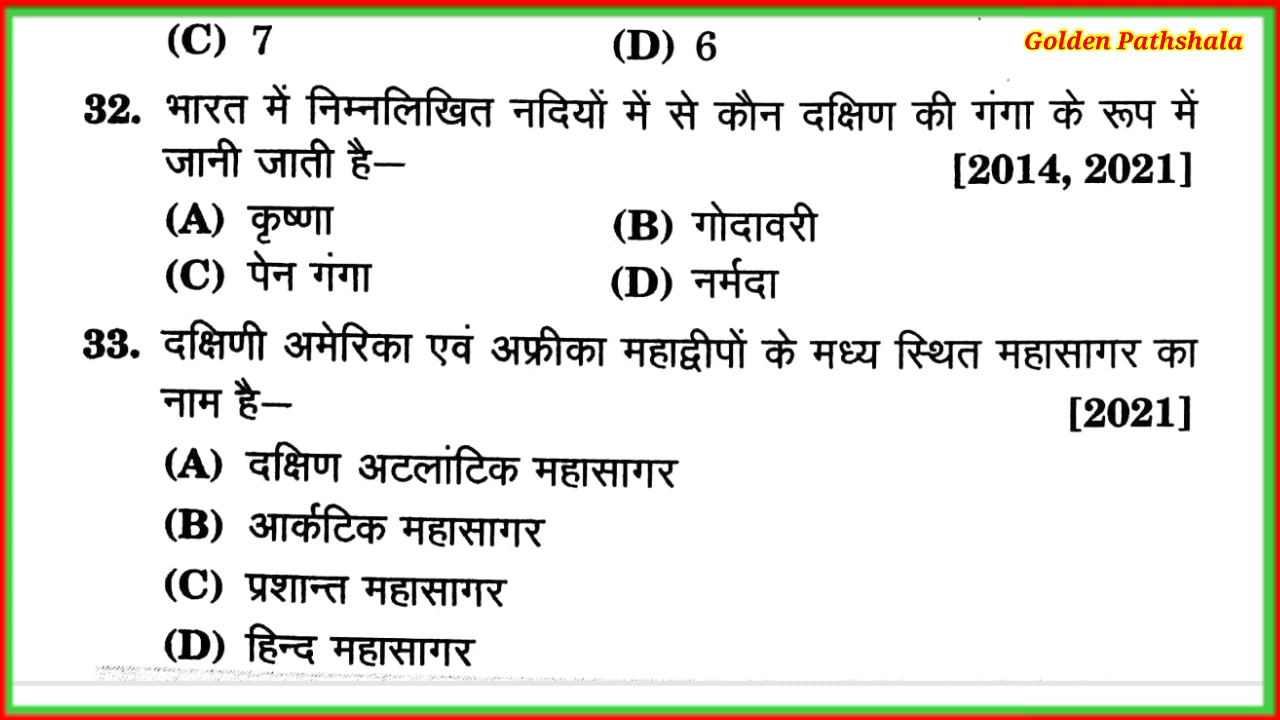 (C) 7 (D) 6 Golden Pathshala
32. भारत में निम्नलिखित नदियों में से कौन दक्षिण की गंगा के रूप में
जानी जाती है— [2014, 2021]
(A) कृष्णा (B) गोदावरी
(C) पेन गंगा (D) नर्मदा
33. दक्षिणी अमेरिका एवं अफ्रीका महाद्वीपों के मध्य स्थित महासागर का
नाम है— [2021]
(A) दक्षिण अटलांटिक महासागर
(B) आर्कटिक महासागर
(C) प्रशान्त महासागर
(D) हिन्द महासागर